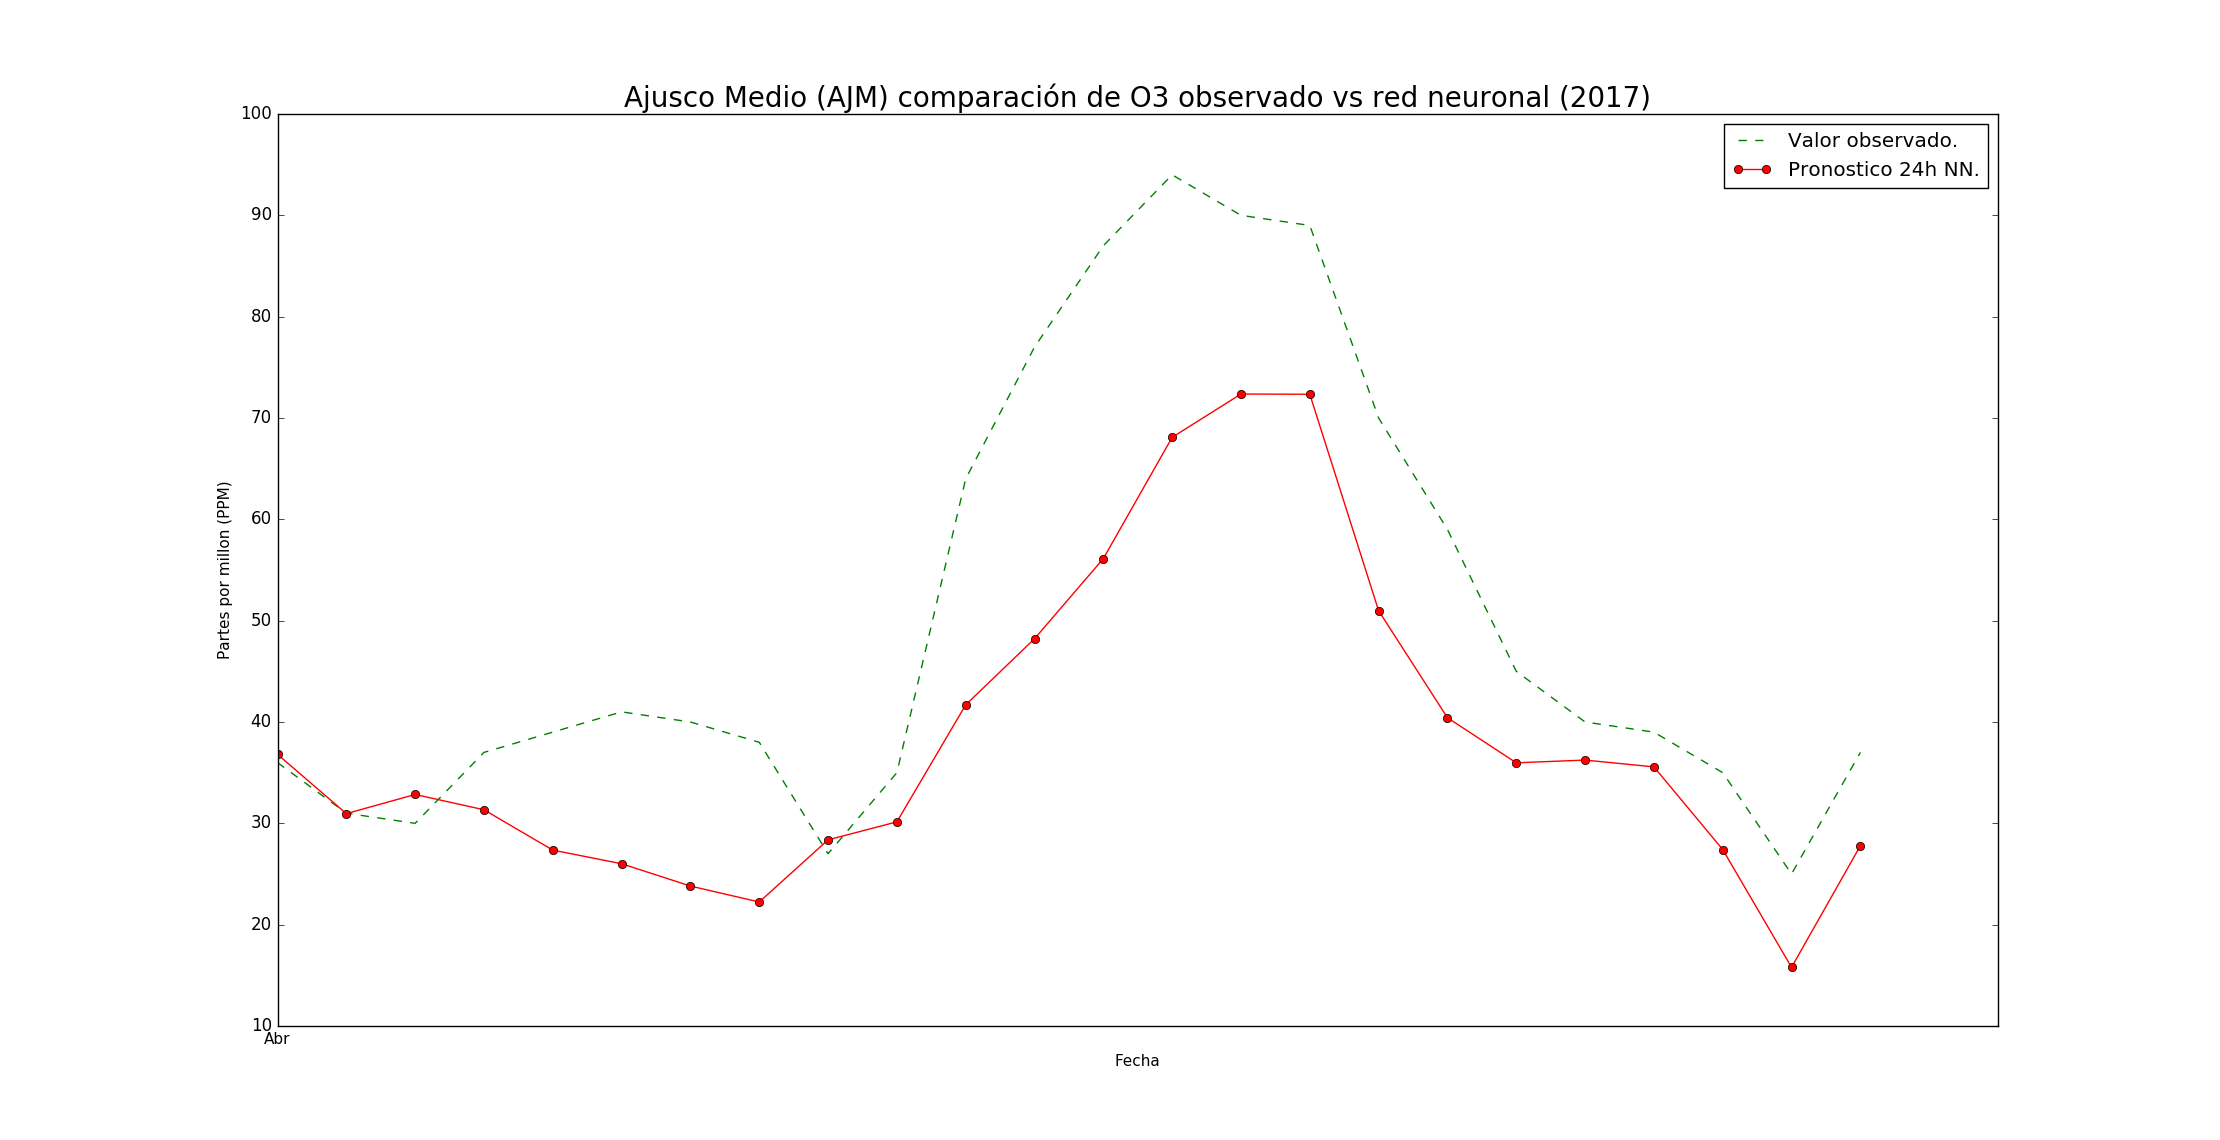 Ajusco Medio (AJM) comparación de O3 observado vs red neuronal (2017)
Valor observado.
Pronostico 24h NN.
100
90
80
70
60
50
40
30
20
10
Partes por millon (PPM)
Abr
Fecha